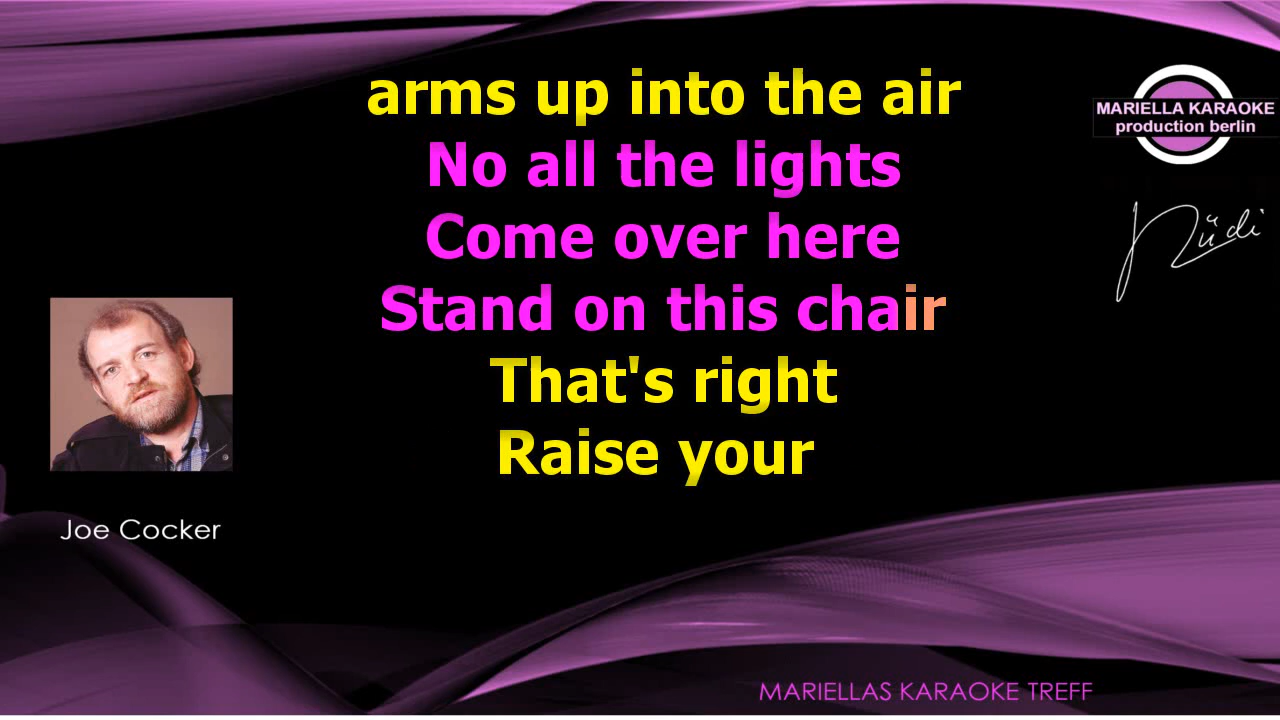 arms up into the air
No all the lights
Come over here
Stand on this chair
That's right
Raise your
MARIELLA KARAOKE
production berlin
Rüdi
Joe Cocker
MARIELLAS KARAOKE TREFF